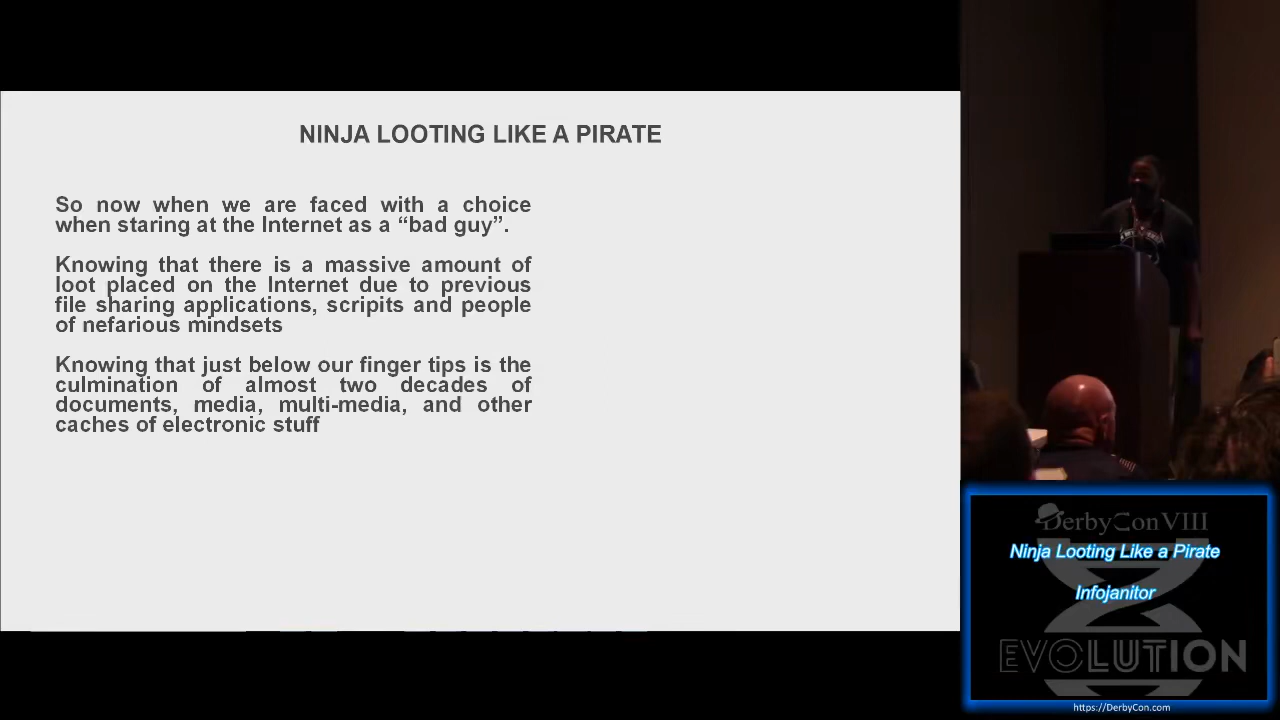 NINJA LOOTING LIKE A PIRATE
So now when we are faced with a choice
when staring at the Internet as a “bad guy”.
Knowing that there is a massive amount of
loot placed on the Internet due to previous
file sharing applications, scripits and people
of nefarious mindsets
Knowing that just below our finger tips is the
culmination of almost two decades of
documents, media, multi-media, and other
caches of electronic stuff
DerbyCon VIII
Ninja Looting Like a Pirate
Infojanitor
EVOLUTION
https://DerbyCon.com